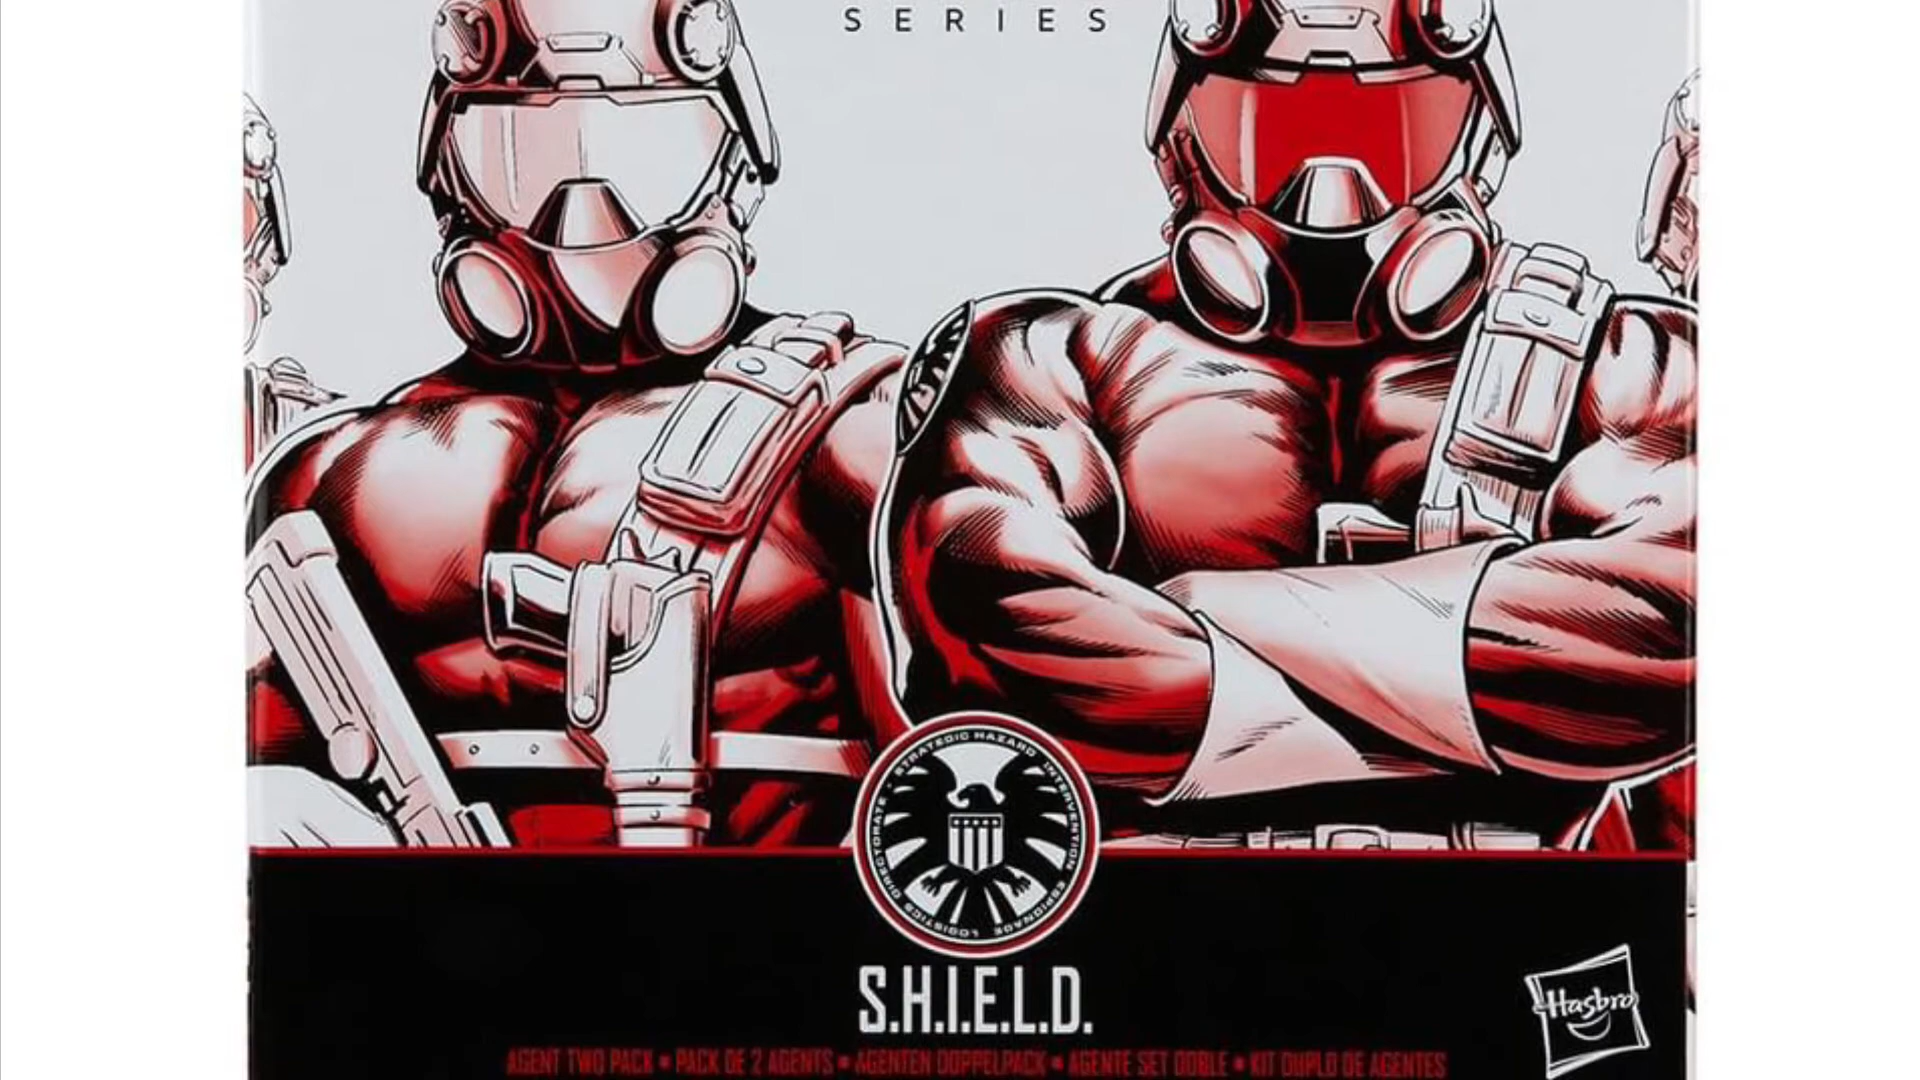 SERIES
STRATEGIC HAZARD INTERVENTION ESPIONAGE LOGISTICS DIRECTORATE
S.H.I.E.L.D.
Hasbro
AGENT TWO PACK • PACK DE 2 AGENTS • AGENTEN DOPPELPACK • AGENTE SET DOBLE • KIT DUPLO DE AGENTES